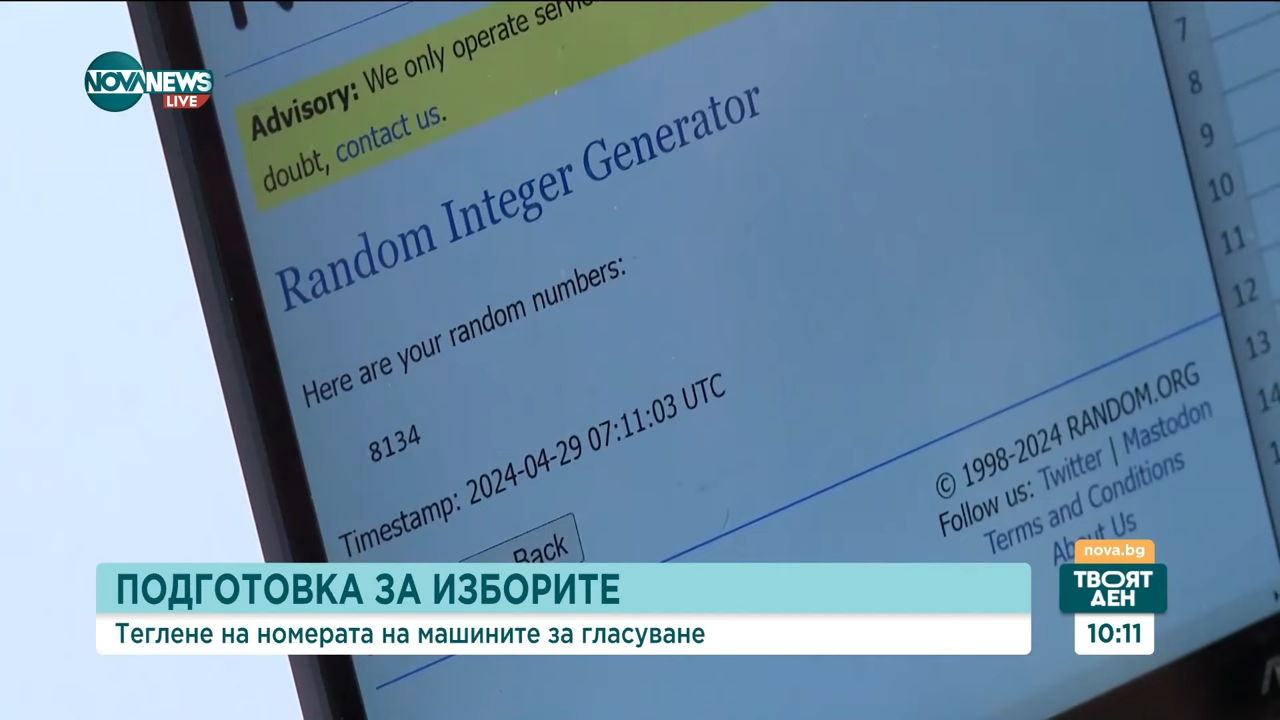 NOVANEWS
LIVE
Advisory: We only operate
doubt, contact us.
Random Integer Generator
Here are your random numbers:
8134
Timestamp: 2024-04-29 07:11:03 UTC
Back
© 1998-2024 RANDOM.ORG
Follow us: Twitter | Mastodon
Terms and Conditions
About Us
7
8
9
10
11
12
13
14
ПОДГОТОВКА ЗА ИЗБОРИТЕ
Теглене на номерата на машините за гласуване
nova.bg
ТВОЯТ
ДЕН
10:11